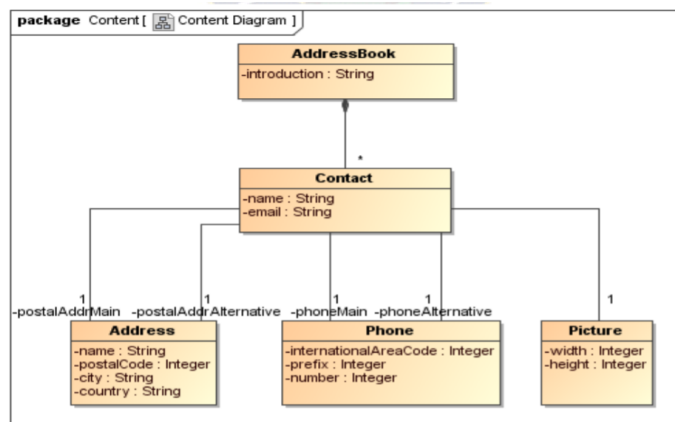 package Content [ Content Diagram ]
AddressBook
-introduction : String
*
Contact
-name : String
-email : String
1 1 1 1 1
-postalAddrMain -postalAddrAlternative -phoneMain -phoneAlternative
Address
-name : String
-postalCode : Integer
-city : String
-country : String
Phone
-internationalAreaCode : Integer
-prefix : Integer
-number : Integer
Picture
-width : Integer
-height : Integer